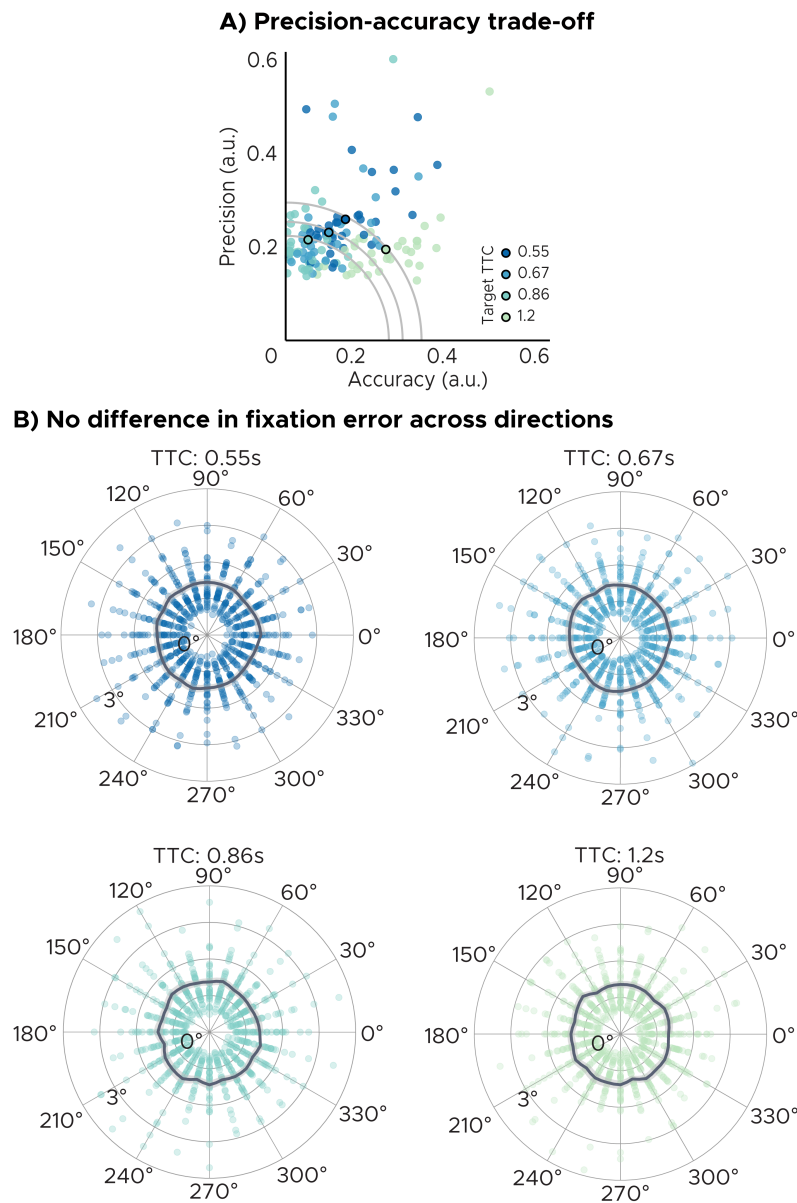 A) Precision-accuracy trade-off
0.6
0.4
0.2
Precision (a.u.)
Target TTC
0.55
0.67
0.86
1.2
0 0.2 0.4 0.6
Accuracy (a.u.)
B) No difference in fixation error across directions
TTC: 0.55s
90°
120° 60°
150° 30°
180° 0° 0°
3°
210° 330°
240° 300°
270°
TTC: 0.67s
90°
120° 60°
150° 30°
180° 0° 0°
3°
210° 330°
240° 300°
270°
TTC: 0.86s
90°
120° 60°
150° 30°
180° 0° 0°
3°
210° 330°
240° 300°
270°
TTC: 1.2s
90°
120° 60°
150° 30°
180° 0° 0°
3°
210° 330°
240° 300°
270°